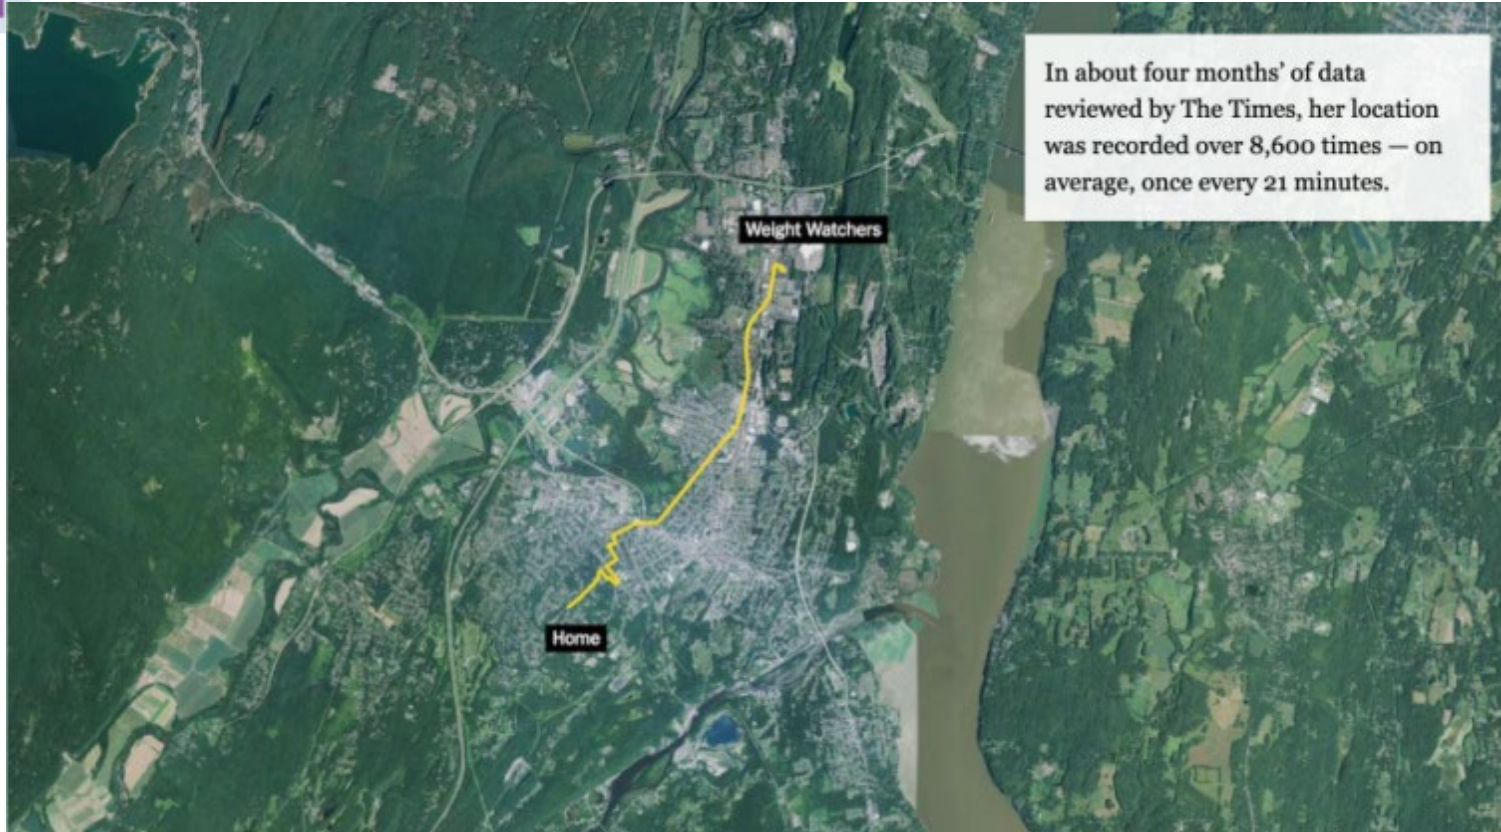 In about four months’ of data
reviewed by The Times, her location
was recorded over 8,600 times — on
average, once every 21 minutes.
Weight Watchers
Home